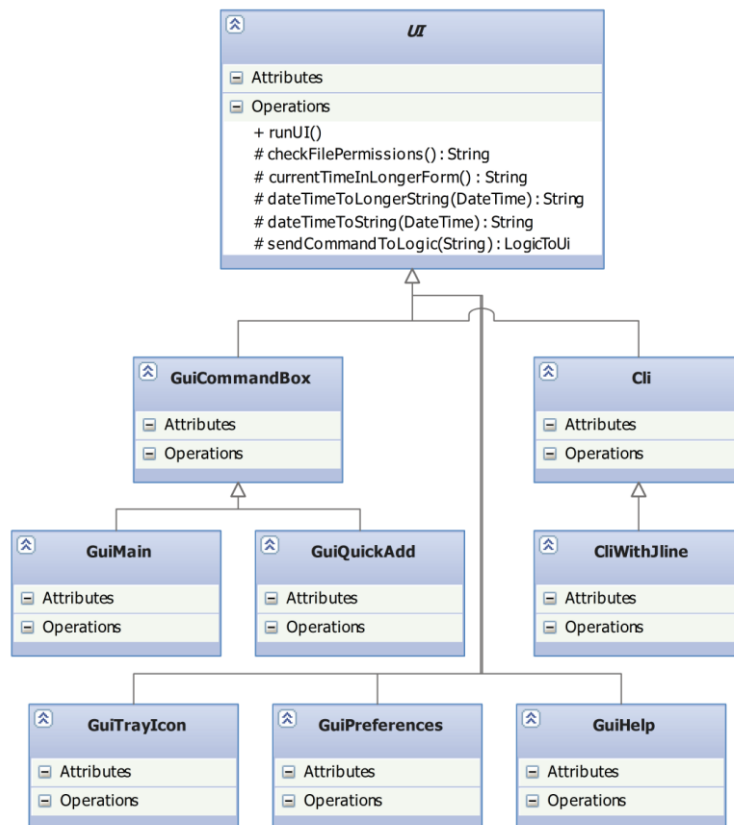 UI
Attributes
Operations
+ runUI()
# checkFilePermissions() : String
# currentTimeInLongerForm() : String
# dateTimeToLongerString(DateTime) : String
# dateTimeToString(DateTime) : String
# sendCommandToLogic(String) : LogicToUi
GuiCommandBox
Attributes
Operations
Cli
Attributes
Operations
GuiMain
Attributes
Operations
GuiQuickAdd
Attributes
Operations
CliWithJline
Attributes
Operations
GuiTrayIcon
Attributes
Operations
GuiPreferences
Attributes
Operations
GuiHelp
Attributes
Operations